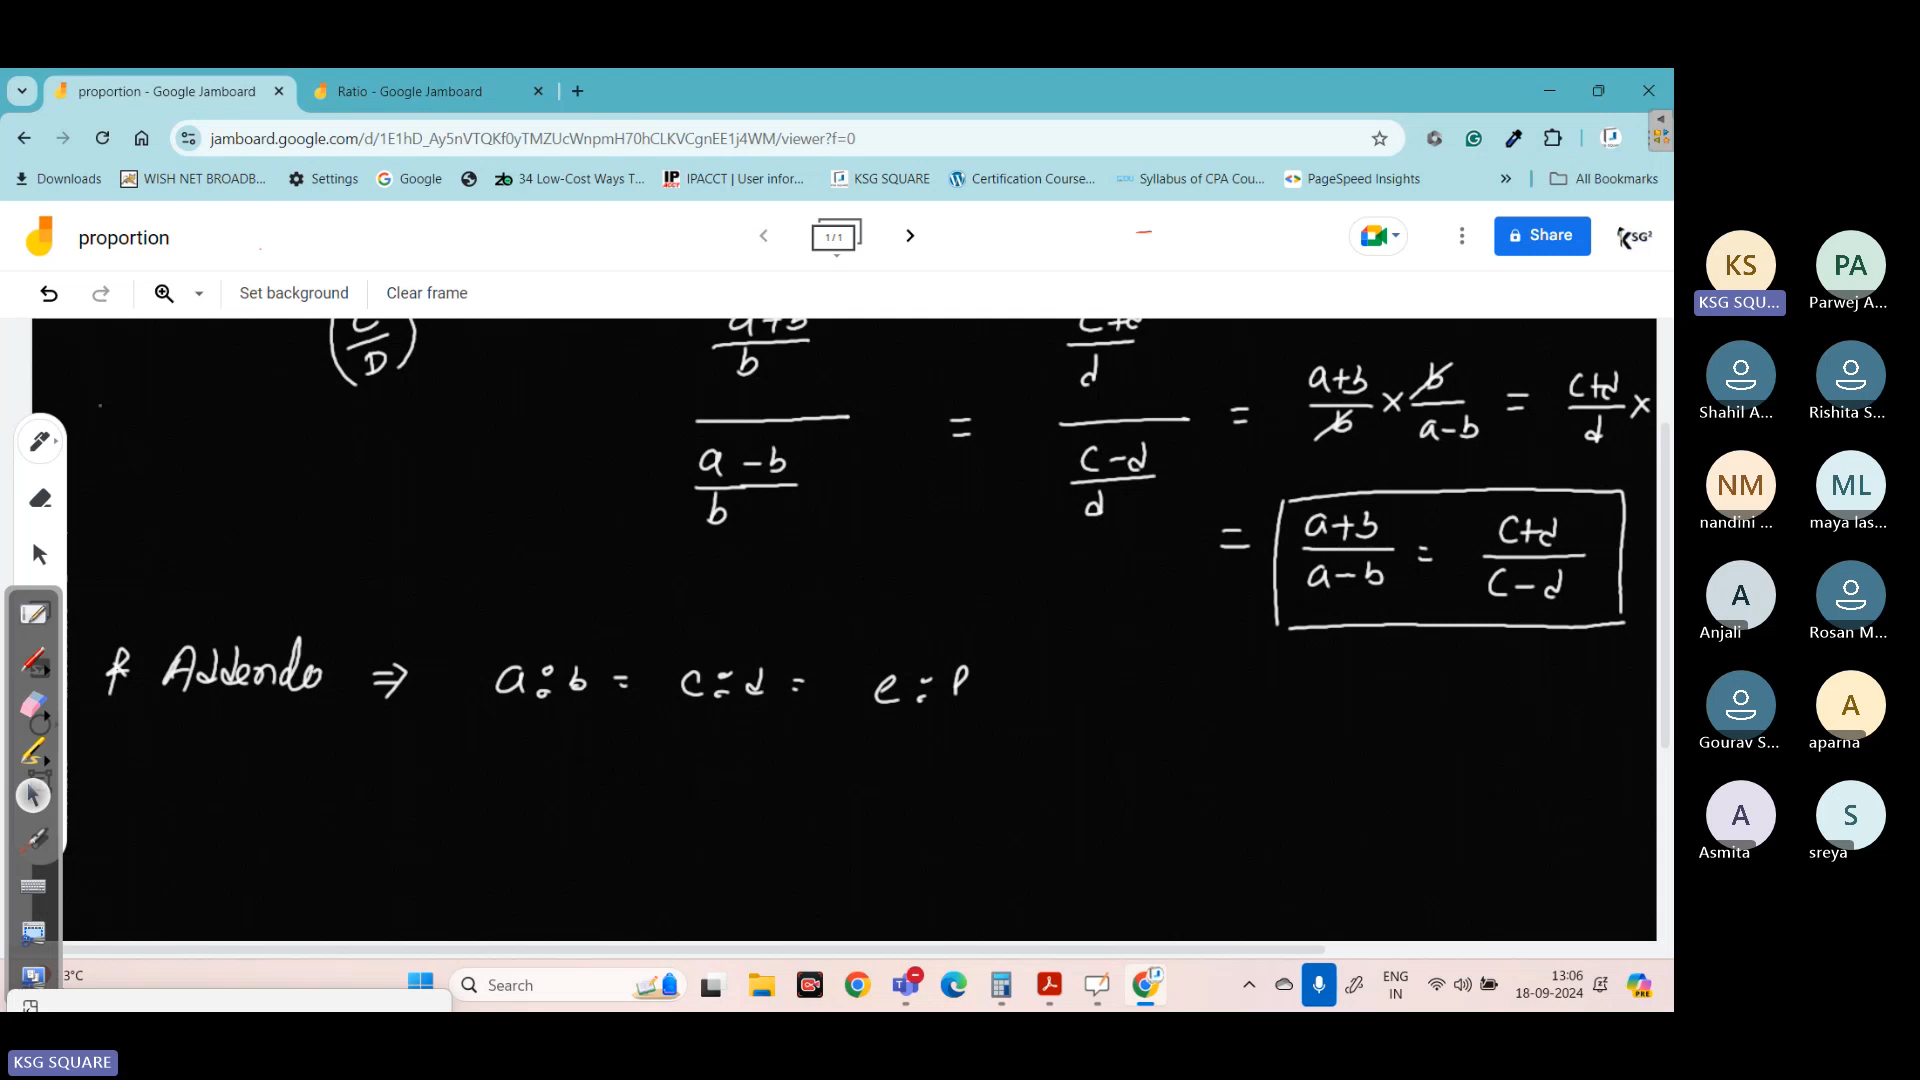 proportion - Google Jamboard
Ratio - Google Jamboard
jamboard.google.com/d/1E1hD_Ay5nVTQKf0yTMZUcWnpmH70hCLKVCgnEE1j4WM/viewer?f=0
Downloads WISH NET BROADB... Settings Google 34 Low-Cost Ways T... IPACCT | User infor... KSG SQUARE Certification Course... Syllabus of CPA Cou... PageSpeed Insights » All Bookmarks
proportion
1 / 1
Share
KSG²
Set background Clear frame
(C/D)
a+b/b / a-b/b = c+d/d / c-d/d = a+b/b × b/a-b = c+d/d ×
= a+b/a-b = c+d/c-d
* Addendo ⇒ a:b = c:d = e:f
KS PA
KSG SQU... Parwej A...
Shahil A... Rishita S...
NM ML
nandini ... maya las...
A
Anjali Rosan M...
A
Gourav S... aparna
A S
Asmita sreya
3°C
Search
ENG
IN
13:06
18-09-2024
PRE
KSG SQUARE